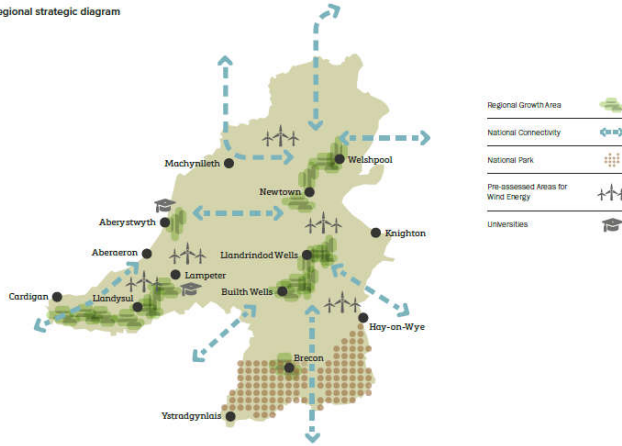 egional strategic diagram
Regional Growth Area
National Connectivity
National Park
Pre-assessed Areas for
Wind Energy
Universities
Machynlleth
Welshpool
Newtown
Aberystwyth
Knighton
Aberaeron
Llandrindod Wells
Lampeter
Cardigan
Llandysul
Builth Wells
Hay-on-Wye
Brecon
Ystradgynlais